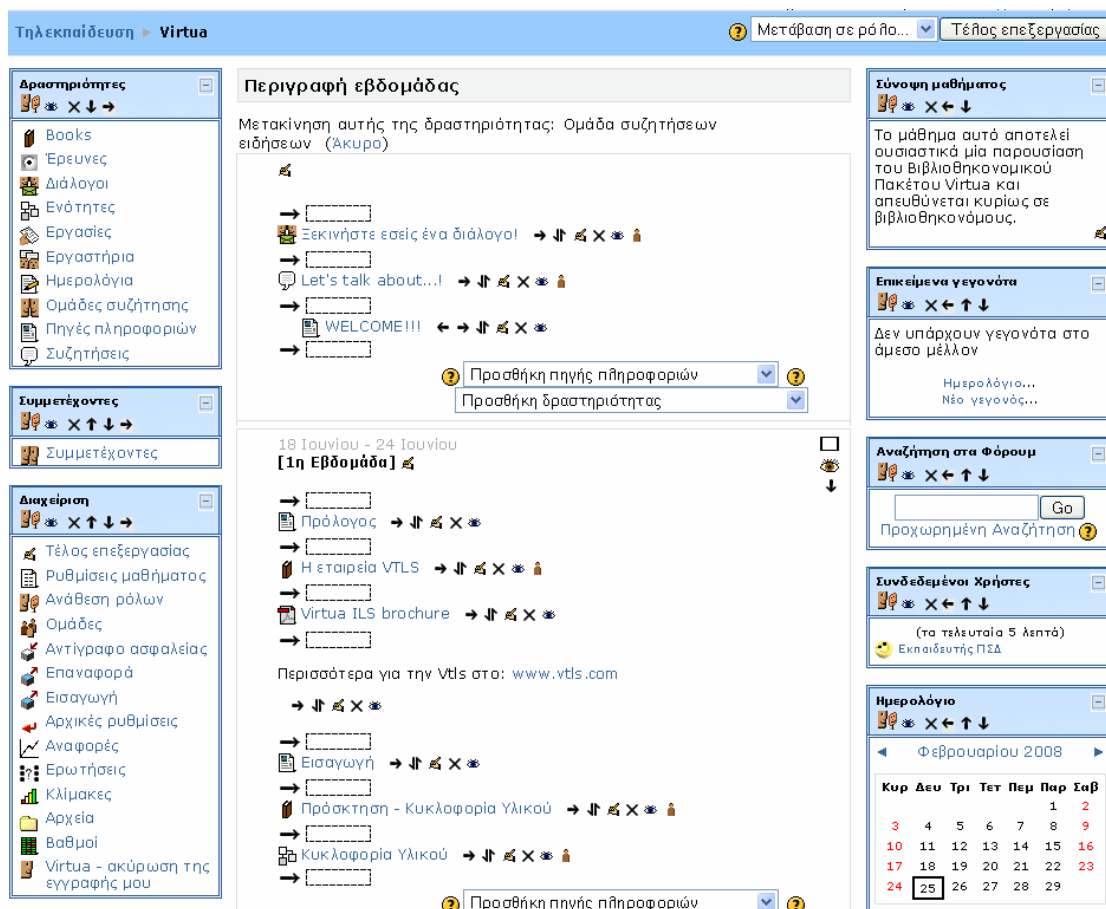 Τηλεκπαίδευση ► Virtua
Μετάβαση σε ρόλο...
Τέλος επεξεργασίας
Δραστηριότητες
Books
Έρευνες
Διάλογοι
Ενότητες
Εργασίες
Εργαστήρια
Ημερολόγια
Ομάδες συζήτησης
Πηγές πληροφοριών
Συζητήσεις
Συμμετέχοντες
Συμμετέχοντες
Διαχείριση
Τέλος επεξεργασίας
Ρυθμίσεις μαθήματος
Ανάθεση ρόλων
Ομάδες
Αντίγραφο ασφαλείας
Επαναφορά
Εισαγωγή
Αρχικές ρυθμίσεις
Αναφορές
Ερωτήσεις
Κλίμακες
Αρχεία
Βαθμοί
Virtua - ακύρωση της
εγγραφής μου
Περιγραφή εβδομάδας
Μετακίνηση αυτής της δραστηριότητας: Ομάδα συζητήσεων
ειδήσεων (Άκυρο)
Ξεκινήστε εσείς ένα διάλογο!
Let's talk about...!
WELCOME!!!
Προσθήκη πηγής πληροφοριών
Προσθήκη δραστηριότητας
18 Ιουνίου - 24 Ιουνίου
[1η Εβδομάδα]
Πρόλογος
Η εταιρεία VTLS
Virtua ILS brochure
Περισσότερα για την Vtls στο: www.vtls.com
Εισαγωγή
Πρόσκτηση - Κυκλοφορία Υλικού
Κυκλοφορία Υλικού
Προσθήκη πηγής πληροφοριών
Σύνοψη μαθήματος
Το μάθημα αυτό αποτελεί
ουσιαστικά μία παρουσίαση
του Βιβλιοθηκονομικού
Πακέτου Virtua και
απευθύνεται κυρίως σε
βιβλιοθηκονόμους.
Επικείμενα γεγονότα
Δεν υπάρχουν γεγονότα στο
άμεσο μέλλον
Ημερολόγιο...
Νέο γεγονός...
Αναζήτηση στα Φόρουμ
Go
Προχωρημένη Αναζήτηση
Συνδεδεμένοι Χρήστες
(τα τελευταία 5 λεπτά)
Εκπαιδευτής ΠΣΔ
Ημερολόγιο
◄ Φεβρουαρίου 2008 ►
Κυρ Δευ Τρι Τετ Πεμ Παρ Σαβ
1 2
3 4 5 6 7 8 9
10 11 12 13 14 15 16
17 18 19 20 21 22 23
24 25 26 27 28 29